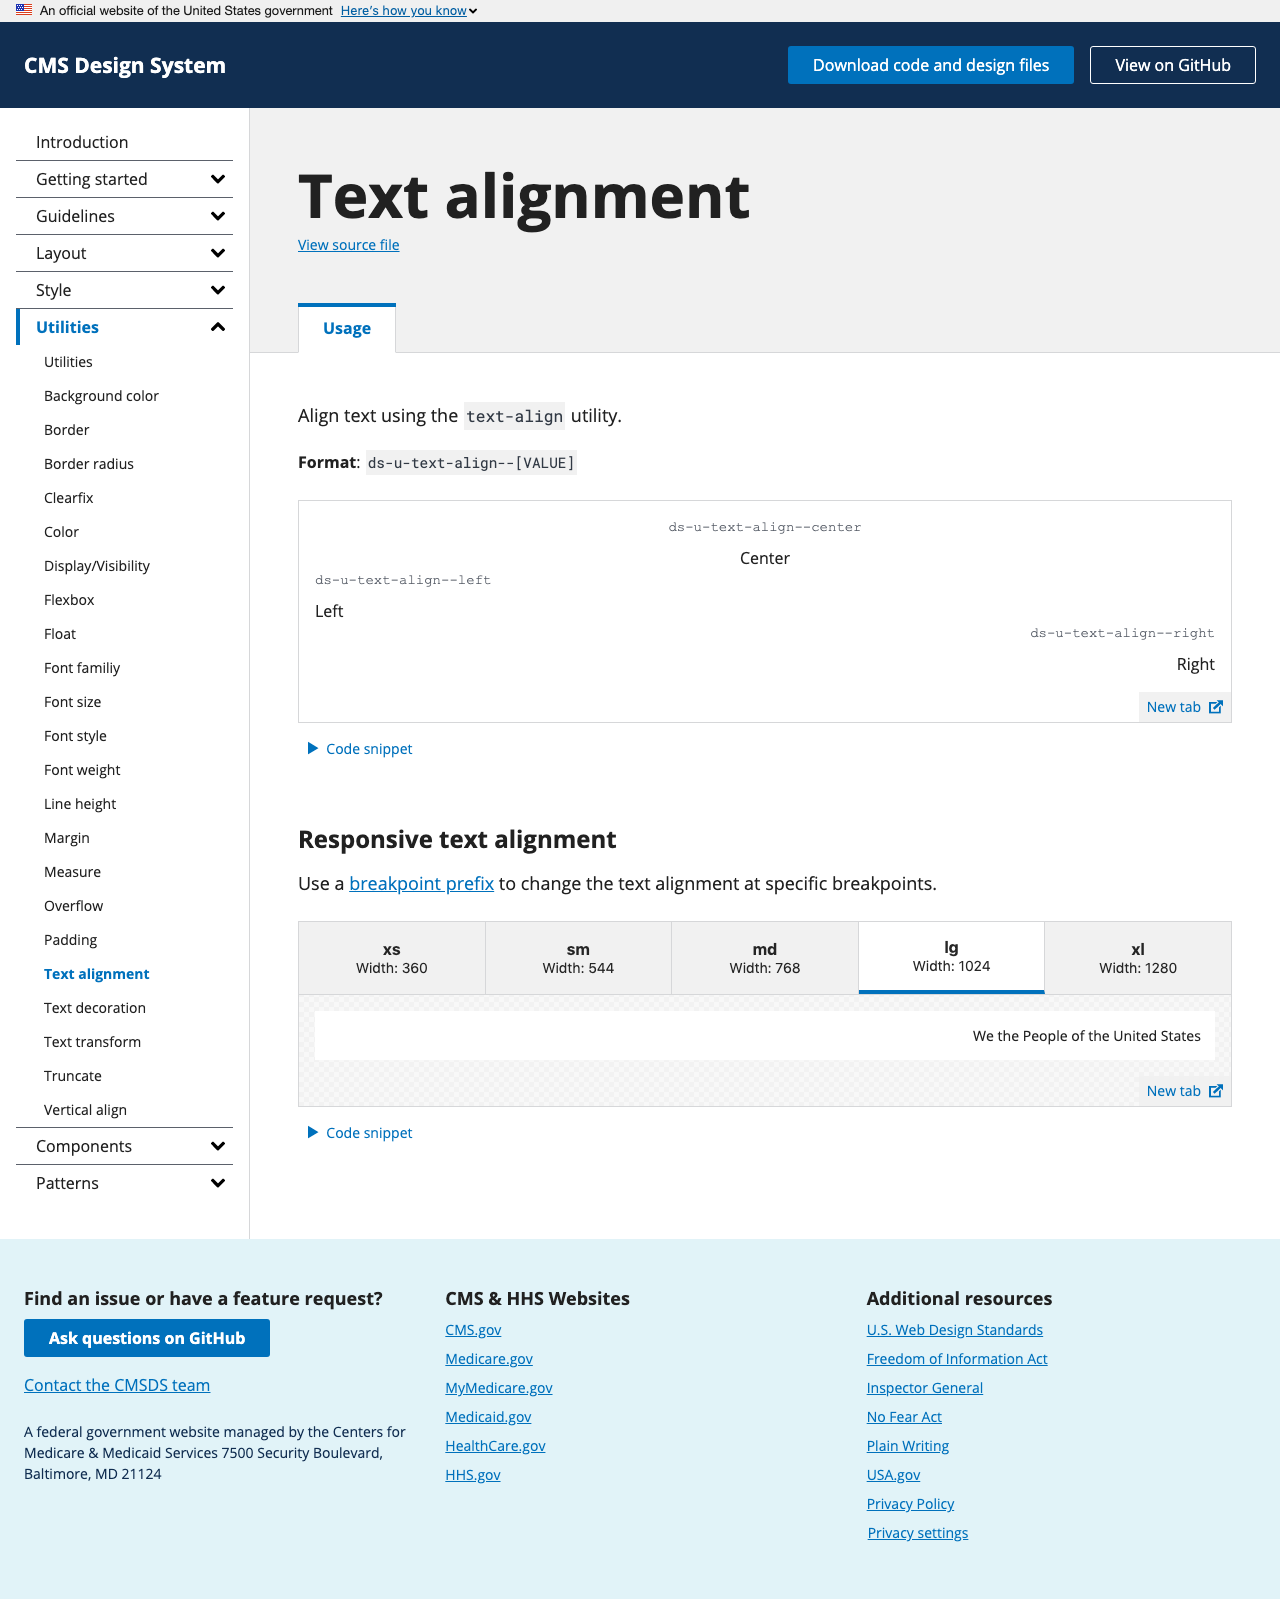 An official website of the United States government Here's how you know
CMS Design System
Download code and design files
View on GitHub
Introduction
Getting started
Guidelines
Layout
Style
Utilities
Utilities
Background color
Border
Border radius
Clearfix
Color
Display/Visibility
Flexbox
Float
Font familiy
Font size
Font style
Font weight
Line height
Margin
Measure
Overflow
Padding
Text alignment
Text decoration
Text transform
Truncate
Vertical align
Components
Patterns
Text alignment
View source file
Usage
Align text using the text-align utility.
Format: ds-u-text-align--[VALUE]
ds-u-text-align--center
Center
ds-u-text-align--left
Left
ds-u-text-align--right
Right
New tab
Code snippet
Responsive text alignment
Use a breakpoint prefix to change the text alignment at specific breakpoints.
xs
Width: 360
sm
Width: 544
md
Width: 768
lg
Width: 1024
xl
Width: 1280
We the People of the United States
New tab
Code snippet
Find an issue or have a feature request?
Ask questions on GitHub
Contact the CMSDS team
A federal government website managed by the Centers for
Medicare & Medicaid Services 7500 Security Boulevard,
Baltimore, MD 21124
CMS & HHS Websites
CMS.gov
Medicare.gov
MyMedicare.gov
Medicaid.gov
HealthCare.gov
HHS.gov
Additional resources
U.S. Web Design Standards
Freedom of Information Act
Inspector General
No Fear Act
Plain Writing
USA.gov
Privacy Policy
Privacy settings